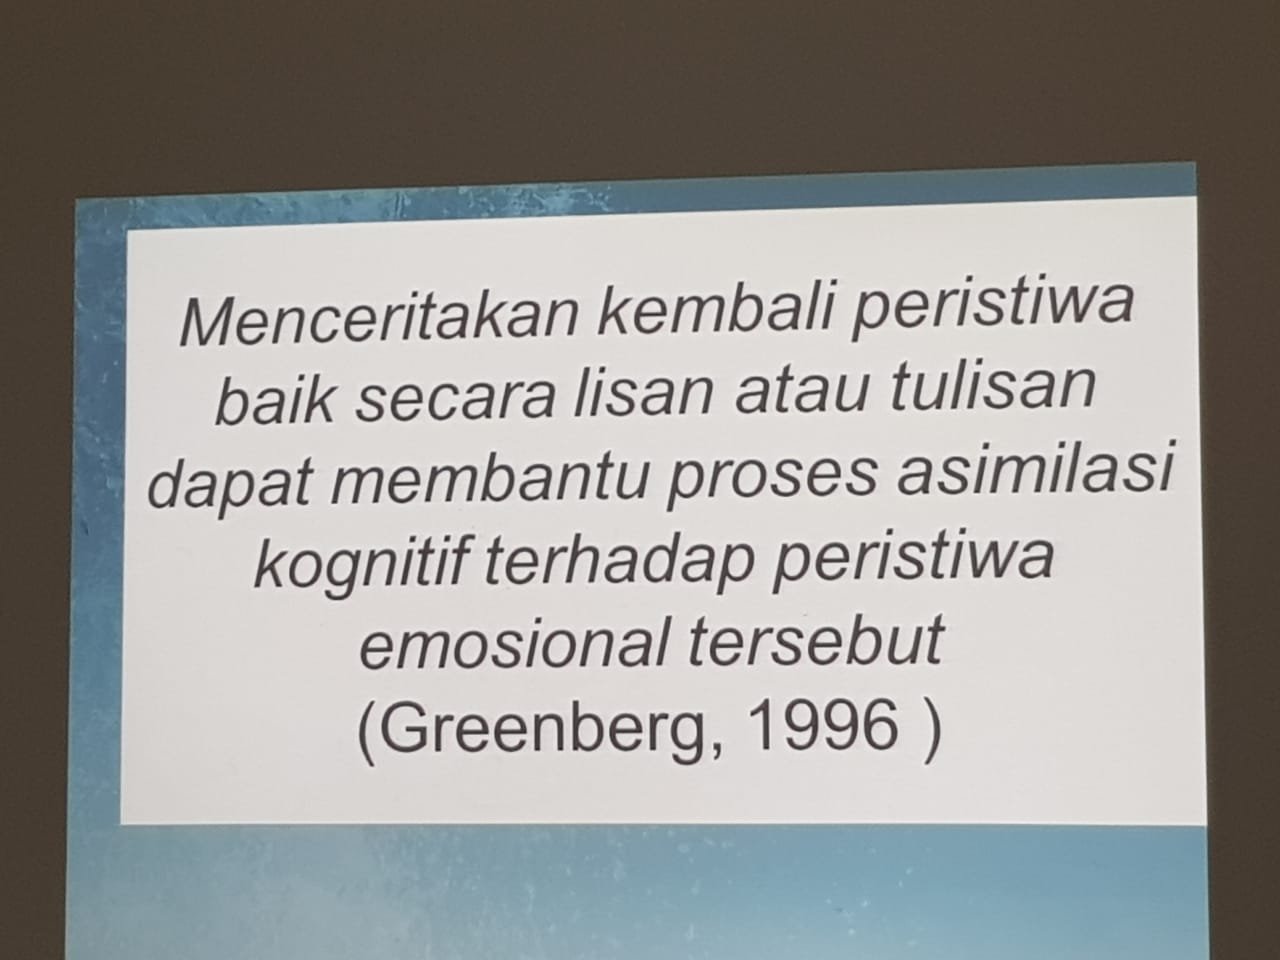 Menceritakan kembali peristiwa
baik secara lisan atau tulisan
dapat membantu proses asimilasi
kognitif terhadap peristiwa
emosional tersebut
(Greenberg, 1996 )